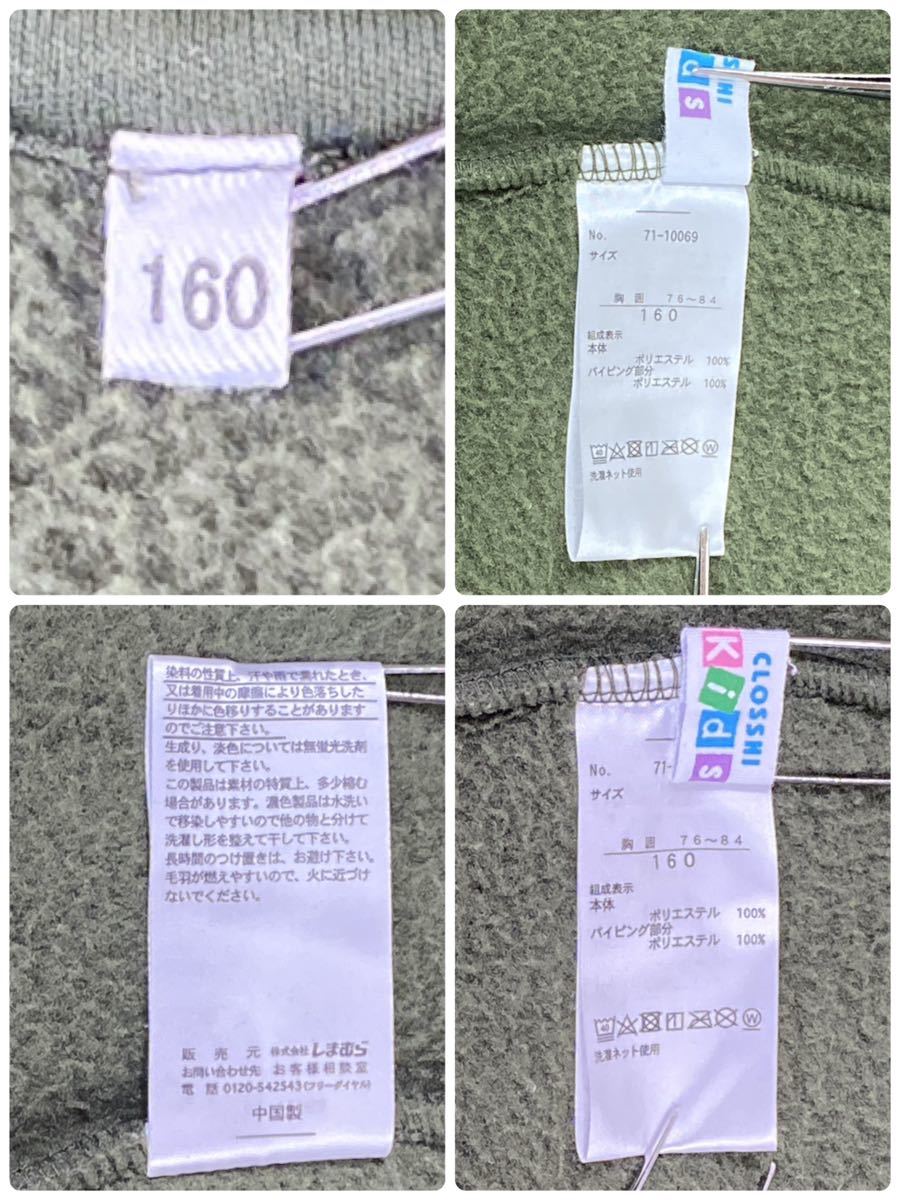 160
SHI
d
s
No. 71-10069
サイズ
胸囲 76～84
160
組成表示
本体
ポリエステル 100%
パイピング部分
ポリエステル 100%
40
W
洗濯ネット使用
染料の性質上、汗や雨で濡れたとき、
又は着用中の摩擦により色落ちした
りほかに色移りすることがあります
のでご注意下さい。
生成り、淡色については無蛍光洗剤
を使用して下さい。
この製品は素材の特質上、多少縮む
場合があります。濃色製品は水洗い
で移染しやすいので他の物と分けて
洗濯し形を整えて干して下さい。
長時間のつけ置きは、お避け下さい。
毛羽が燃えやすいので、火に近づけ
ないでください。
販売元 株式会社しまむら
お問い合わせ先 お客様相談室
電話 0120-542543(フリーダイヤル)
中国製
CLOSSHI
Kids
No. 71-
サイズ
胸囲 76～84
160
組成表示
本体
ポリエステル 100%
パイピング部分
ポリエステル 100%
40
W
洗濯ネット使用